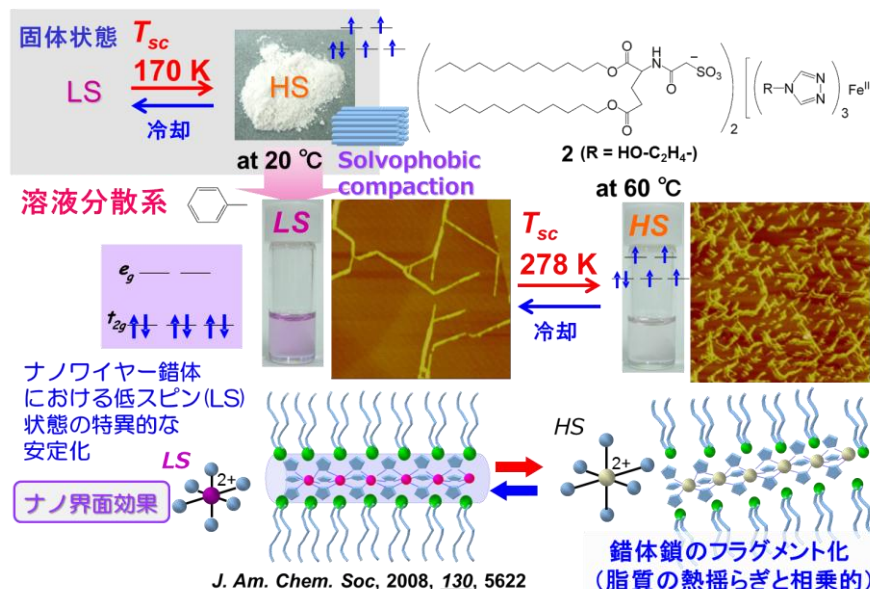 固体状態
Tsc
170 K
LS
HS
冷却
at 20 ℃
Solvophobic
compaction
O
O
N
H
O
SO3
−
O
O
2
R
N
N
N
3
FeII
2 (R = HO-C2H4-)
at 60 ℃
溶液分散系
LS
HS
Tsc
278 K
冷却
eg
t2g
ナノワイヤー錯体
における低スピン(LS)
状態の特異的な
安定化
LS
2+
ナノ界面効果
HS
2+
錯体鎖のフラグメント化
(脂質の熱揺らぎと相乗的)
J. Am. Chem. Soc, 2008, 130, 5622